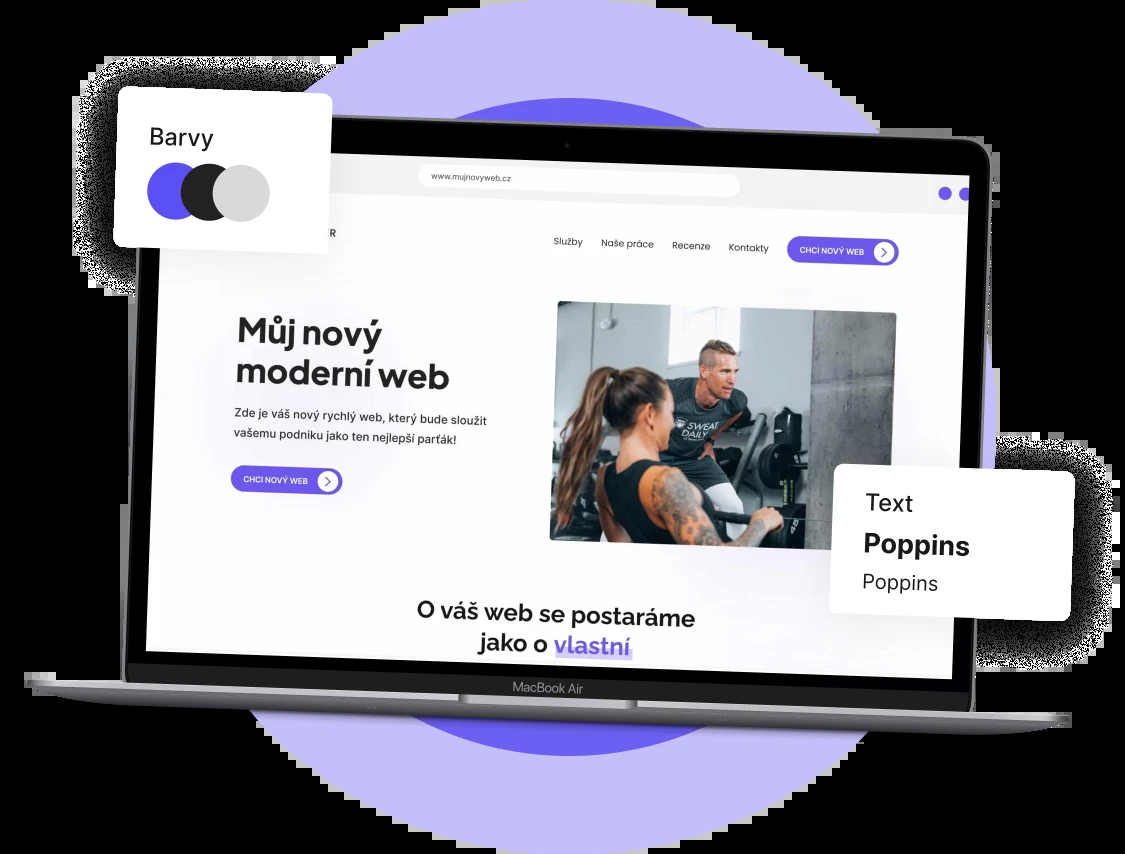 Barvy
www.mujnovyweb.cz
R
Služby Naše práce Recenze Kontakty CHCI NOVÝ WEB
Můj nový
moderní web
Zde je váš nový rychlý web, který bude sloužit
vašemu podniku jako ten nejlepší parťák!
CHCI NOVÝ WEB
SWEAT
DAILY
45
Text
Poppins
Poppins
O váš web se postaráme
jako o vlastní
MacBook Air